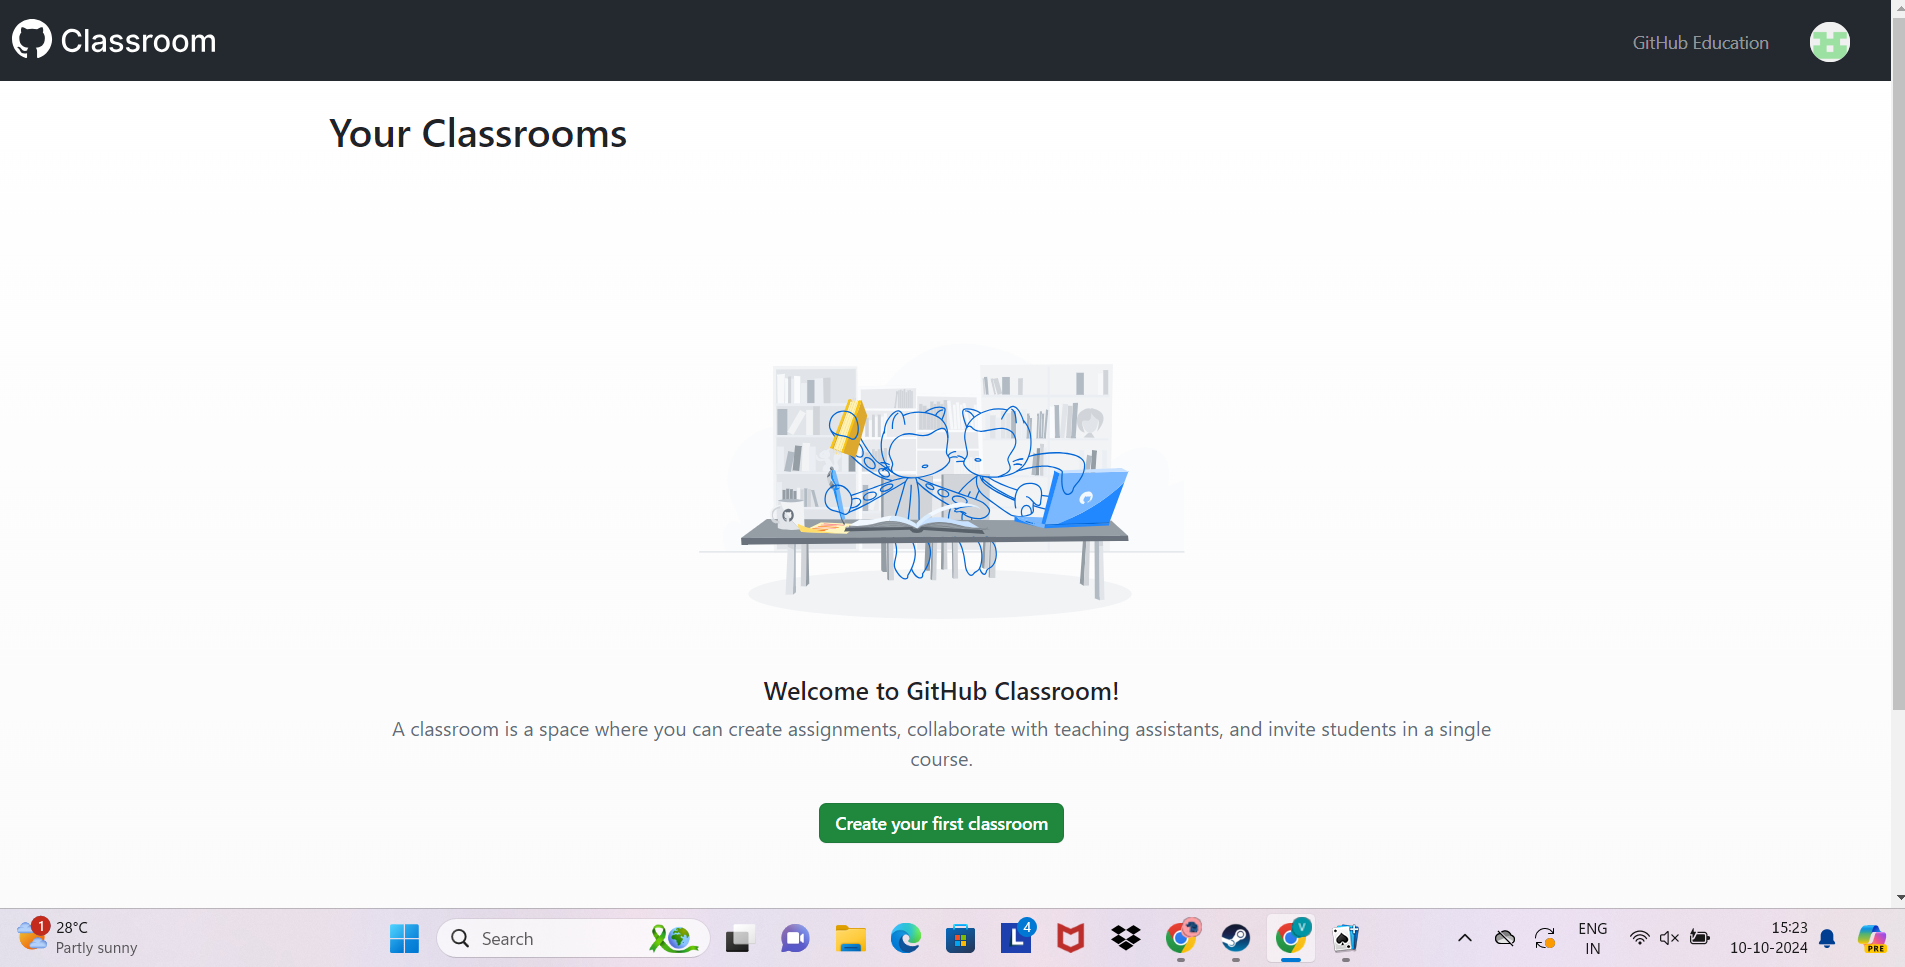 Classroom
GitHub Education
Your Classrooms
Welcome to GitHub Classroom!
A classroom is a space where you can create assignments, collaborate with teaching assistants, and invite students in a single
course.
Create your first classroom
1
28°C
Partly sunny
Search
L
4
V
ENG
IN
15:23
10-10-2024
PRE